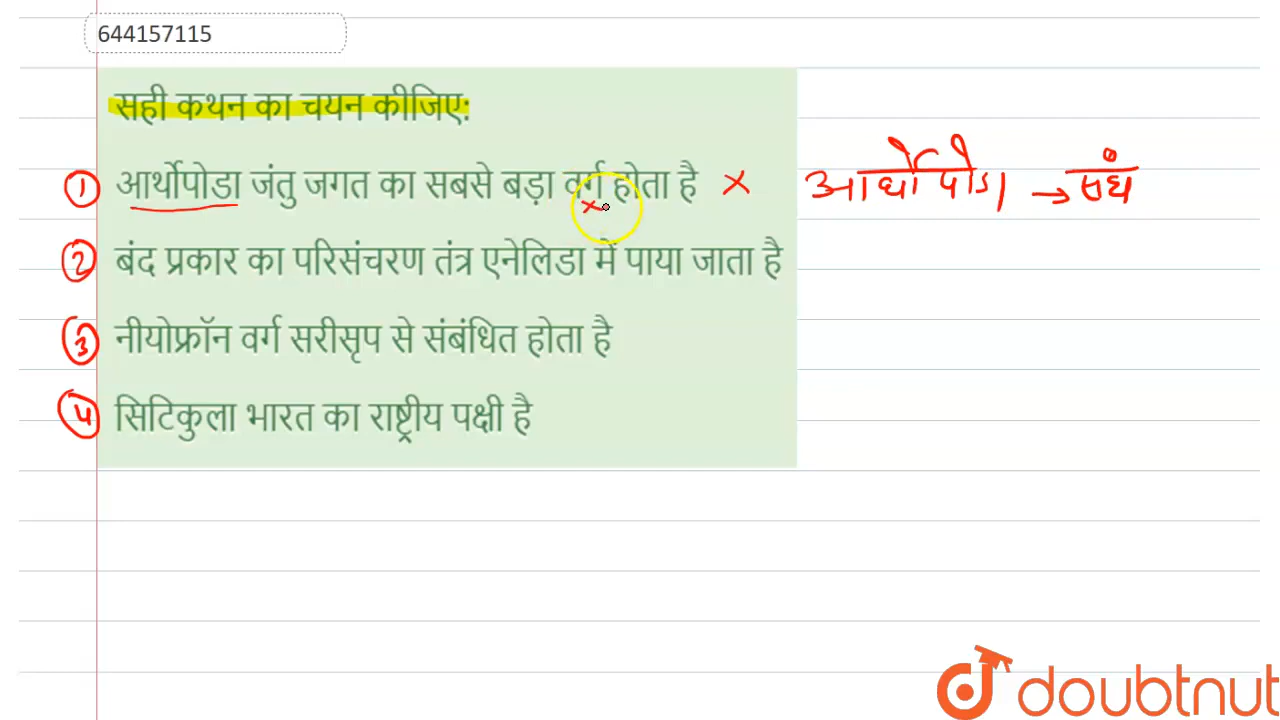 644157115
सही कथन का चयन कीजिए:
① आर्थोपोडा जंतु जगत का सबसे बड़ा वर्ग होता है × आर्थोपोडा → संघ
×
② बंद प्रकार का परिसंचरण तंत्र एनेलिडा में पाया जाता है
③ नीयोफ्रॉन वर्ग सरीसृप से संबंधित होता है
④ सिटिकुला भारत का राष्ट्रीय पक्षी है
doubtnut